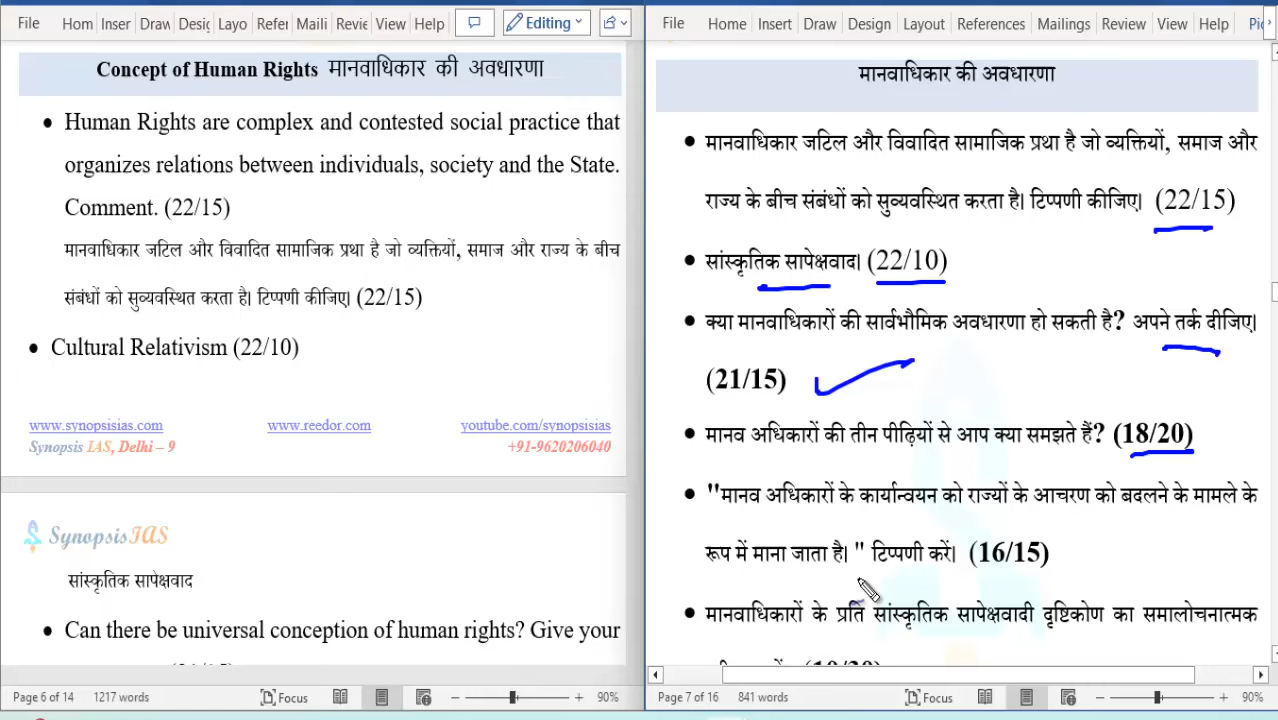 File Hom Inser Draw Desig Layo Refer Maili Revie View Help Editing
Concept of Human Rights मानवाधिकार की अवधारणा
• Human Rights are complex and contested social practice that
organizes relations between individuals, society and the State.
Comment. (22/15)
मानवाधिकार जटिल और विवादित सामाजिक प्रथा है जो व्यक्तियों, समाज और राज्य के बीच
संबंधों को सुव्यवस्थित करता है। टिप्पणी कीजिए। (22/15)
• Cultural Relativism (22/10)
www.synopsisias.com www.reedor.com youtube.com/synopsisias
Synopsis IAS, Delhi – 9 +91-9620206040
SynopsisIAS
सांस्कृतिक सापेक्षवाद
• Can there be universal conception of human rights? Give your
Page 6 of 14 1217 words Focus 90%
File Home Insert Draw Design Layout References Mailings Review View Help
मानवाधिकार की अवधारणा
• मानवाधिकार जटिल और विवादित सामाजिक प्रथा है जो व्यक्तियों, समाज और
राज्य के बीच संबंधों को सुव्यवस्थित करता है। टिप्पणी कीजिए। (22/15)
• सांस्कृतिक सापेक्षवाद। (22/10)
• क्या मानवाधिकारों की सार्वभौमिक अवधारणा हो सकती है? अपने तर्क दीजिए।
(21/15)
• मानव अधिकारों की तीन पीढ़ियों से आप क्या समझते हैं? (18/20)
• "मानव अधिकारों के कार्यान्वयन को राज्यों के आचरण को बदलने के मामले के
रूप में माना जाता है। " टिप्पणी करें। (16/15)
• मानवाधिकारों के प्रति सांस्कृतिक सापेक्षवादी दृष्टिकोण का समालोचनात्मक
Page 7 of 16 841 words Focus 90%